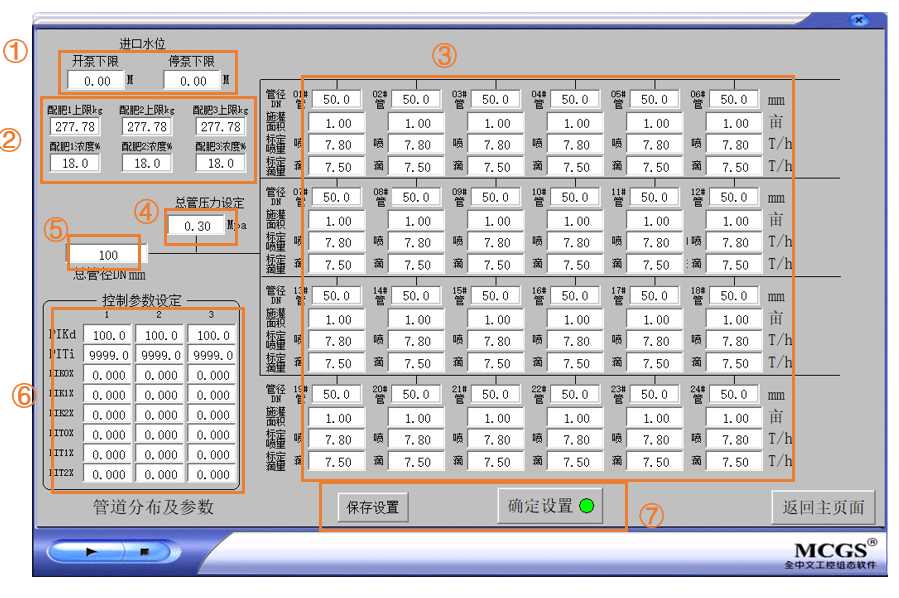 进口水位
①
开泵下限 停泵下限
0.00 M 0.00 M
③
②
配肥1上限kg 配肥2上限kg 配肥3上限kg
277.78 277.78 277.78
配肥1浓度% 配肥2浓度% 配肥3浓度%
18.0 18.0 18.0
④ 总管压力设定
0.30 Mpa
⑤
100
总管径DN mm
控制参数设定
1 2 3
PIKd 100.0 100.0 100.0
PITi 9999.0 9999.0 9999.0
PIK0X 0.000 0.000 0.000
⑥
PIK1X 0.000 0.000 0.000
PIK2X 0.000 0.000 0.000
PIT0X 0.000 0.000 0.000
PIT1X 0.000 0.000 0.000
PIT2X 0.000 0.000 0.000
管道分布及参数
管径DN 01#管 50.0 02#管 50.0 03#管 50.0 04#管 50.0 05#管 50.0 06#管 50.0 mm
施灌面积 1.00 1.00 1.00 1.00 1.00 1.00 亩
标定喷量 喷 7.80 喷 7.80 喷 7.80 喷 7.80 喷 7.80 喷 7.80 T/h
标定滴量 滴 7.50 滴 7.50 滴 7.50 滴 7.50 滴 7.50 滴 7.50 T/h
管径DN 07#管 50.0 08#管 50.0 09#管 50.0 10#管 50.0 11#管 50.0 12#管 50.0 mm
施灌面积 1.00 1.00 1.00 1.00 1.00 1.00 亩
标定喷量 喷 7.80 喷 7.80 喷 7.80 喷 7.80 喷 7.80 喷 7.80 T/h
标定滴量 滴 7.50 滴 7.50 滴 7.50 滴 7.50 滴 7.50 滴 7.50 T/h
管径DN 13#管 50.0 14#管 50.0 15#管 50.0 16#管 50.0 17#管 50.0 18#管 50.0 mm
施灌面积 1.00 1.00 1.00 1.00 1.00 1.00 亩
标定喷量 喷 7.80 喷 7.80 喷 7.80 喷 7.80 喷 7.80 喷 7.80 T/h
标定滴量 滴 7.50 滴 7.50 滴 7.50 滴 7.50 滴 7.50 滴 7.50 T/h
管径DN 19#管 50.0 20#管 50.0 21#管 50.0 22#管 50.0 23#管 50.0 24#管 50.0 mm
施灌面积 1.00 1.00 1.00 1.00 1.00 1.00 亩
标定喷量 喷 7.80 喷 7.80 喷 7.80 喷 7.80 喷 7.80 喷 7.80 T/h
标定滴量 滴 7.50 滴 7.50 滴 7.50 滴 7.50 滴 7.50 滴 7.50 T/h
保存设置 确定设置 ⑦ 返回主页面
MCGS®
全中文工控组态软件